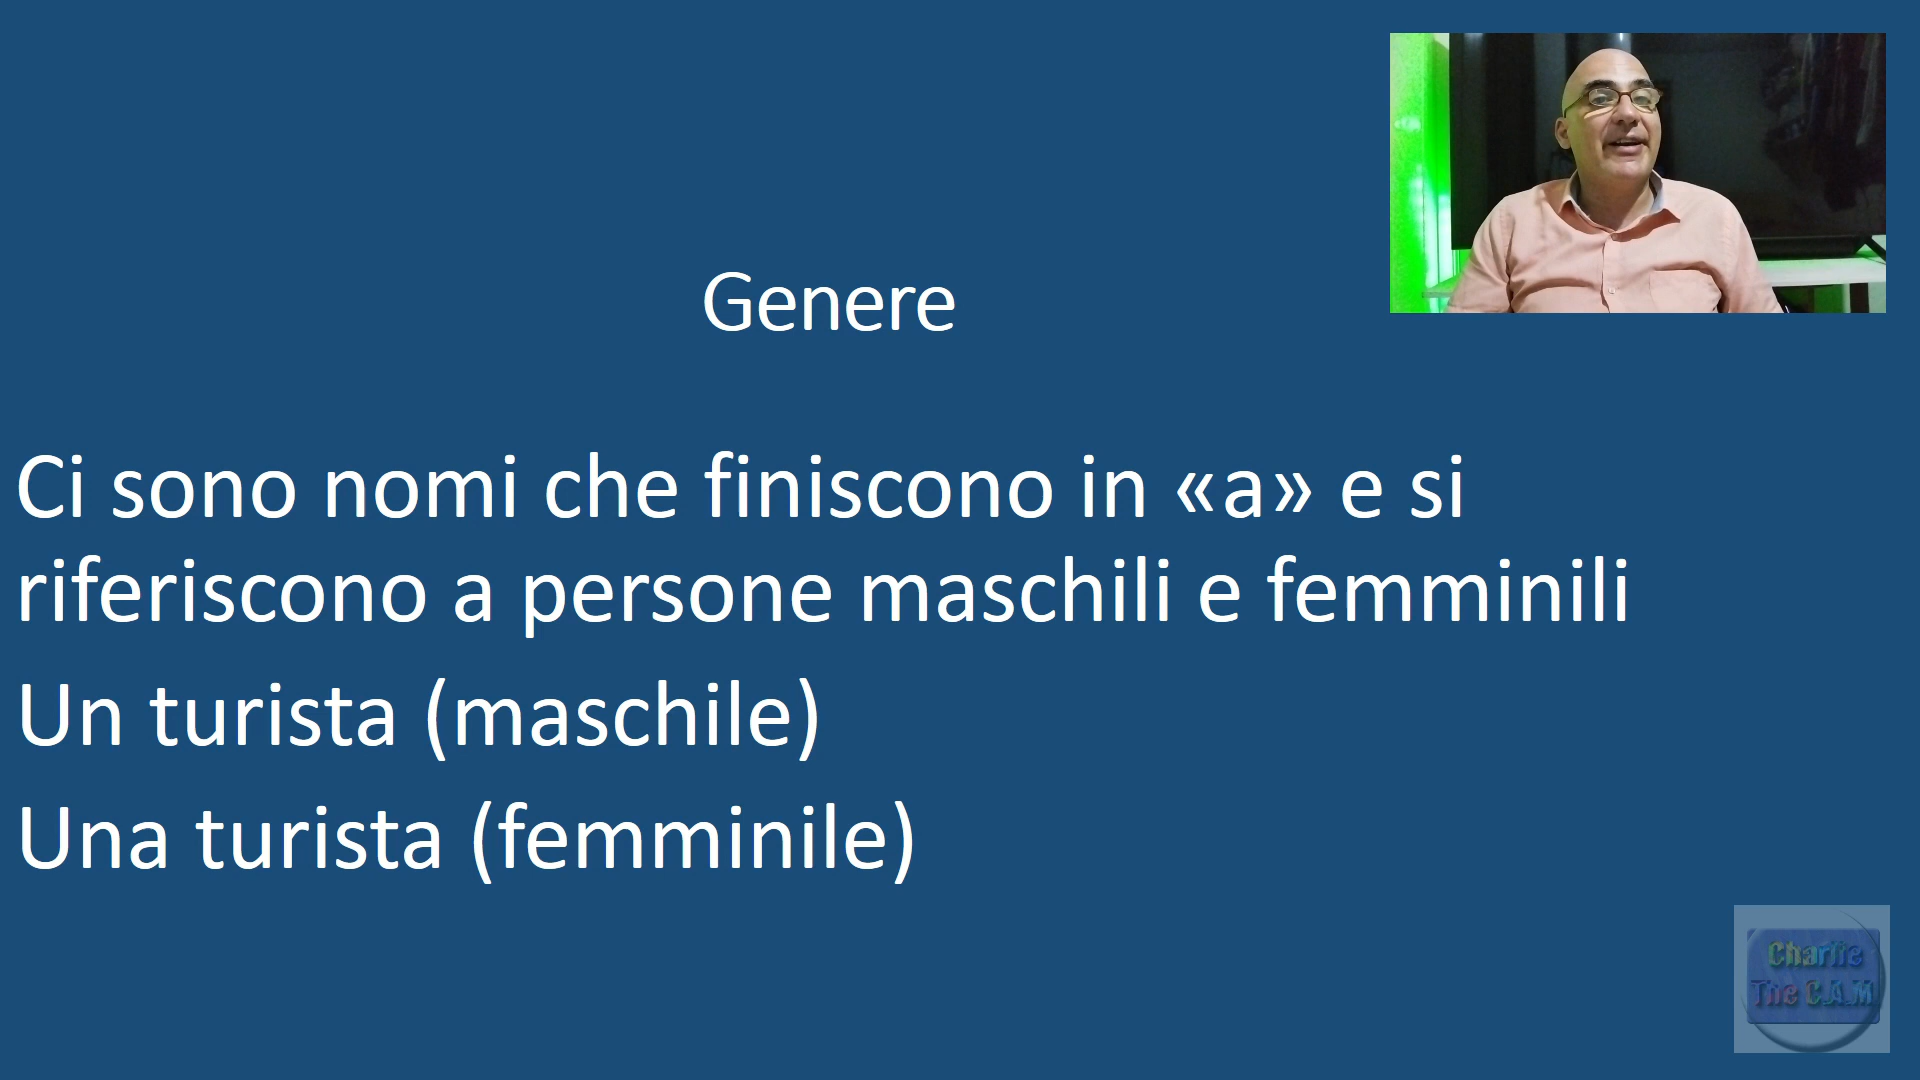 Genere
Ci sono nomi che finiscono in «a» e si
riferiscono a persone maschili e femminili
Un turista (maschile)
Una turista (femminile)
Charlie
The C.A.M